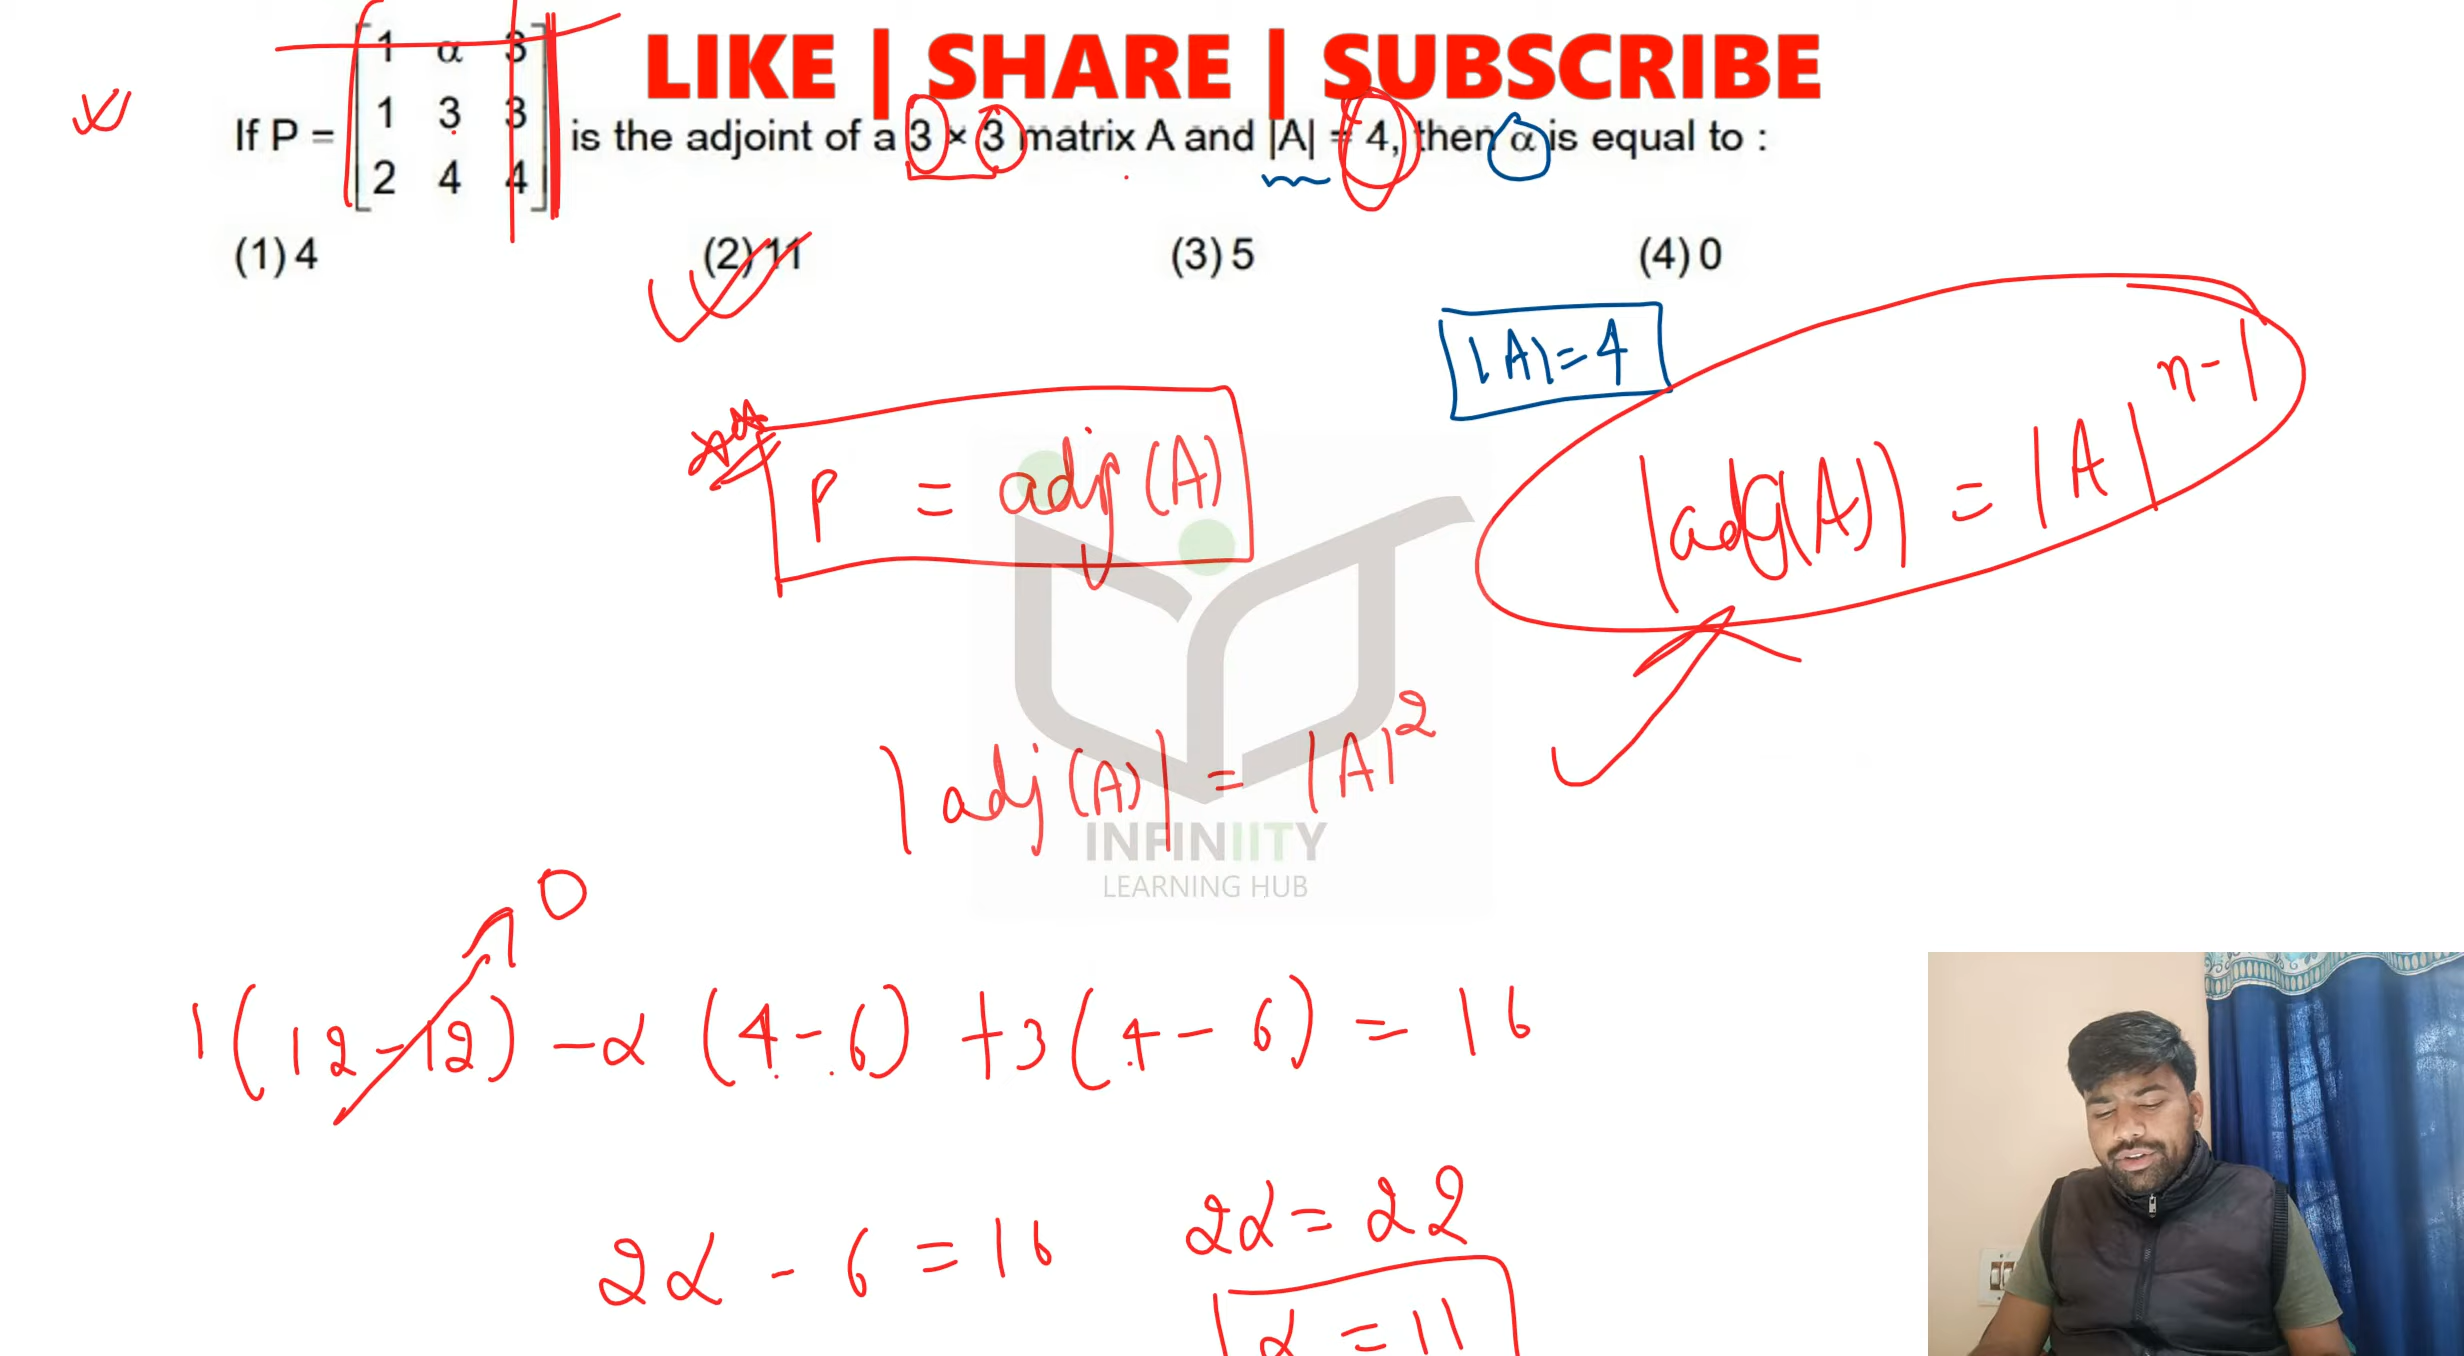 LIKE | SHARE | SUBSCRIBE
If P = [1 α 3
1 3 3
2 4 4] is the adjoint of a 3 × 3 matrix A and |A| = 4, then α is equal to :
(1) 4 (2) 11 (3) 5 (4) 0
|A| = 4
|adj(A)| = |A|^n-1
P = adj(A)
|adj(A)| = |A|^2
INFINIITY
LEARNING HUB
0
1(12-12) - α (4-6) + 3(4-6) = 16
2α - 6 = 16 2α = 22
α = 11